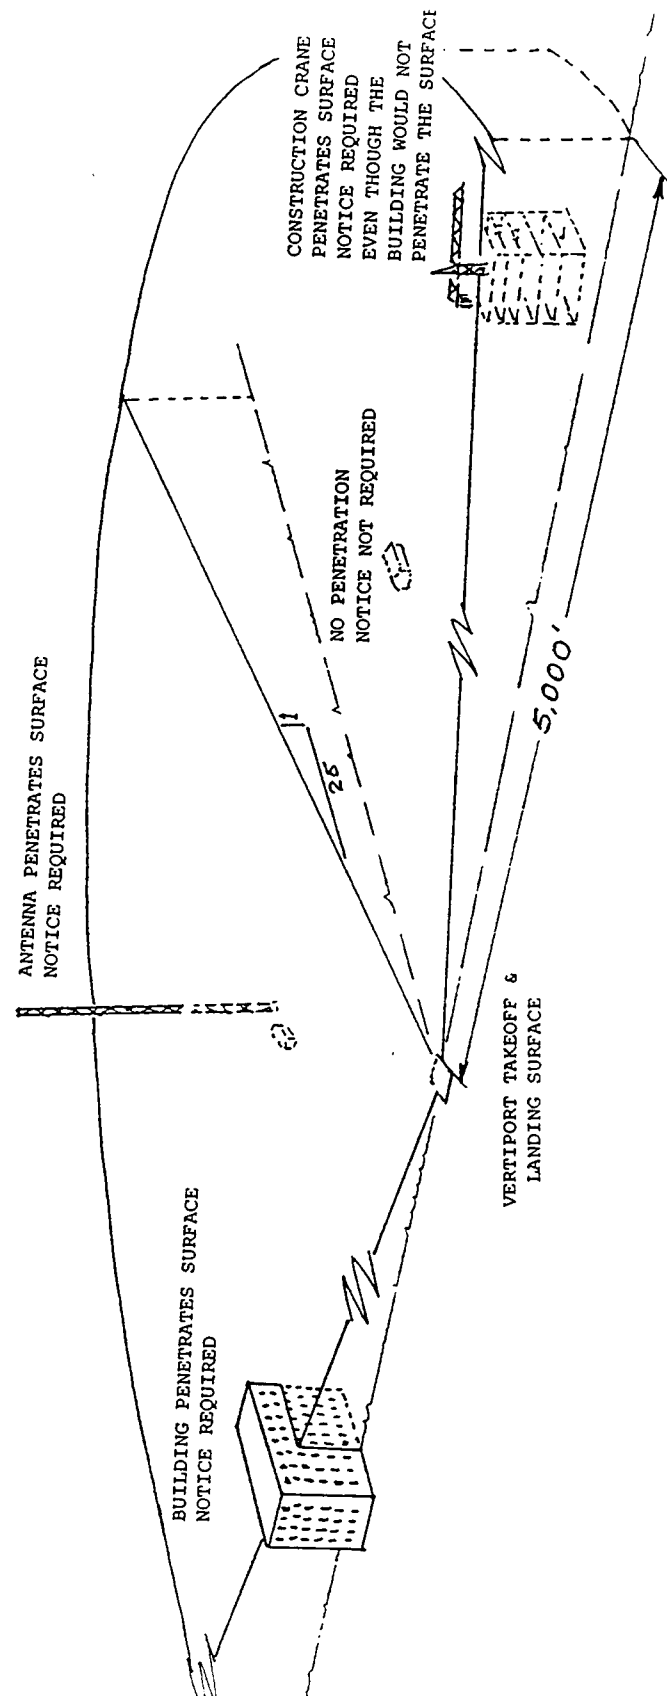 ANTENNA PENETRATES SURFACE
NOTICE REQUIRED
BUILDING PENETRATES SURFACE
NOTICE REQUIRED
CONSTRUCTION CRANE
PENETRATES SURFACE
NOTICE REQUIRED
EVEN THOUGH THE
BUILDING WOULD NOT
PENETRATE THE SURFACE
NO PENETRATION
NOTICE NOT REQUIRED
1
25
5,000'
VERTIPORT TAKEOFF &
LANDING SURFACE